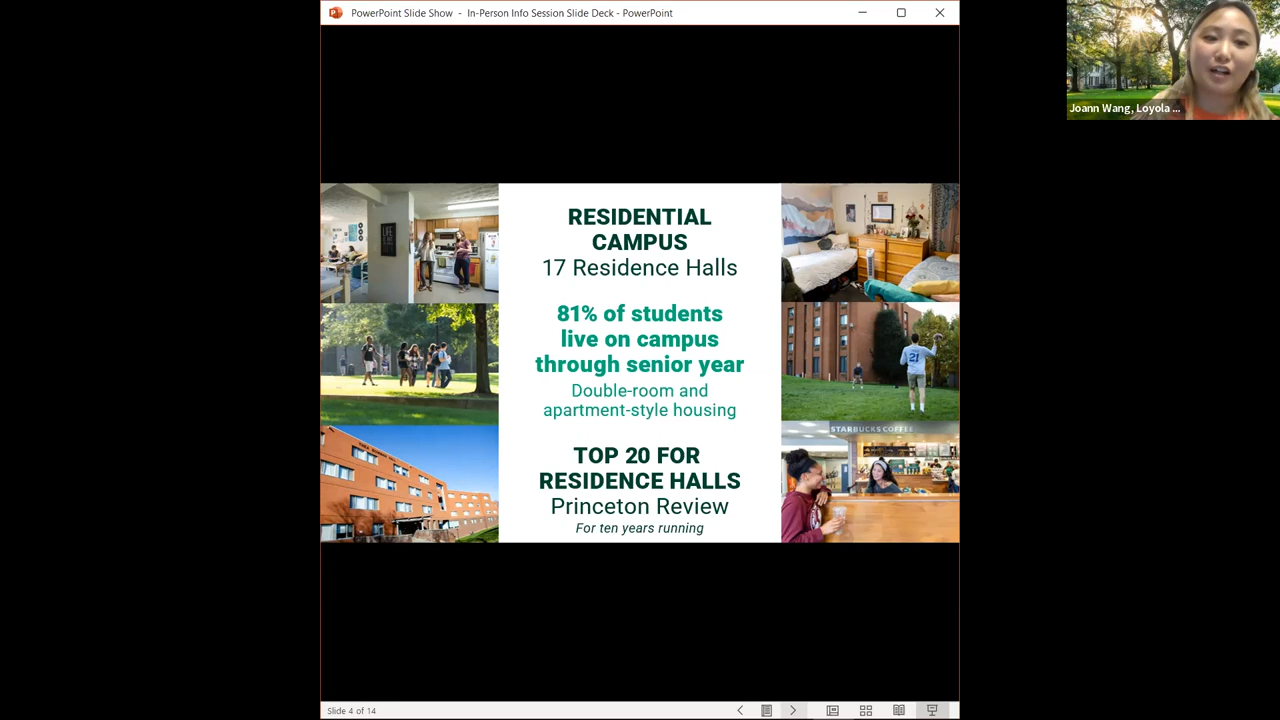 PowerPoint Slide Show - In-Person Info Session Slide Deck - PowerPoint
Joann Wang, Loyola ...
RESIDENTIAL
CAMPUS
17 Residence Halls
81% of students
live on campus
through senior year
Double-room and
apartment-style housing
TOP 20 FOR
RESIDENCE HALLS
Princeton Review
For ten years running
STARBUCKS COFFEE
21
Slide 4 of 14